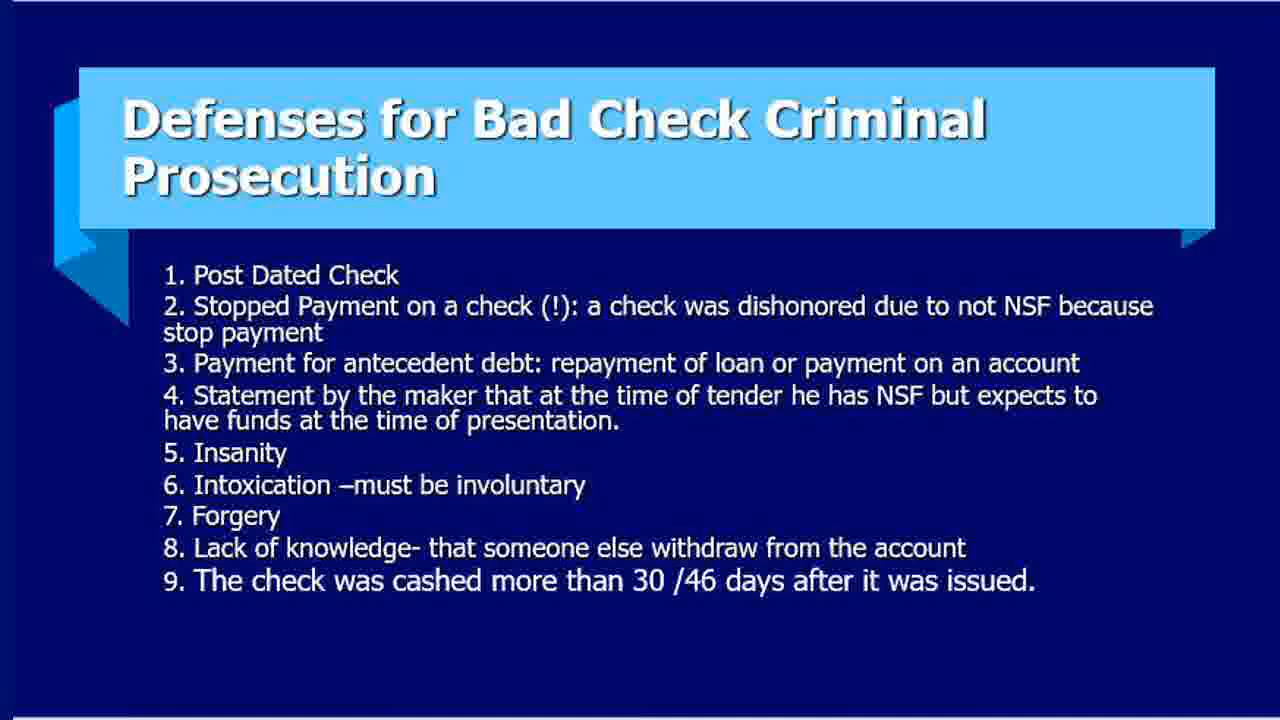 Defenses for Bad Check Criminal
Prosecution
1. Post Dated Check
2. Stopped Payment on a check (!): a check was dishonored due to not NSF because
stop payment
3. Payment for antecedent debt: repayment of loan or payment on an account
4. Statement by the maker that at the time of tender he has NSF but expects to
have funds at the time of presentation.
5. Insanity
6. Intoxication –must be involuntary
7. Forgery
8. Lack of knowledge- that someone else withdraw from the account
9. The check was cashed more than 30 /46 days after it was issued.